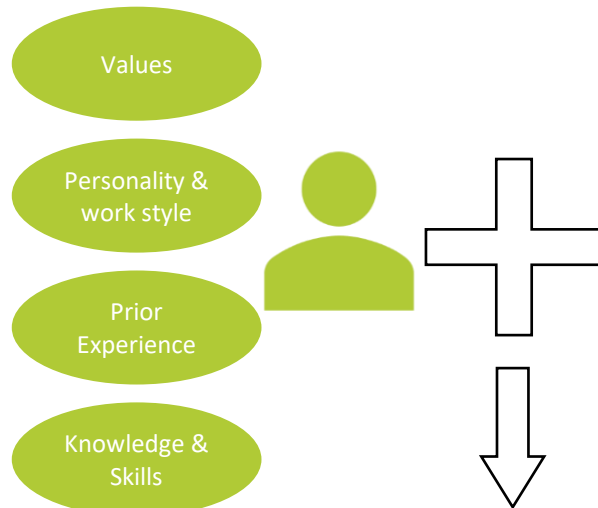 Values
Personality &
work style
Prior
Experience
Knowledge &
Skills